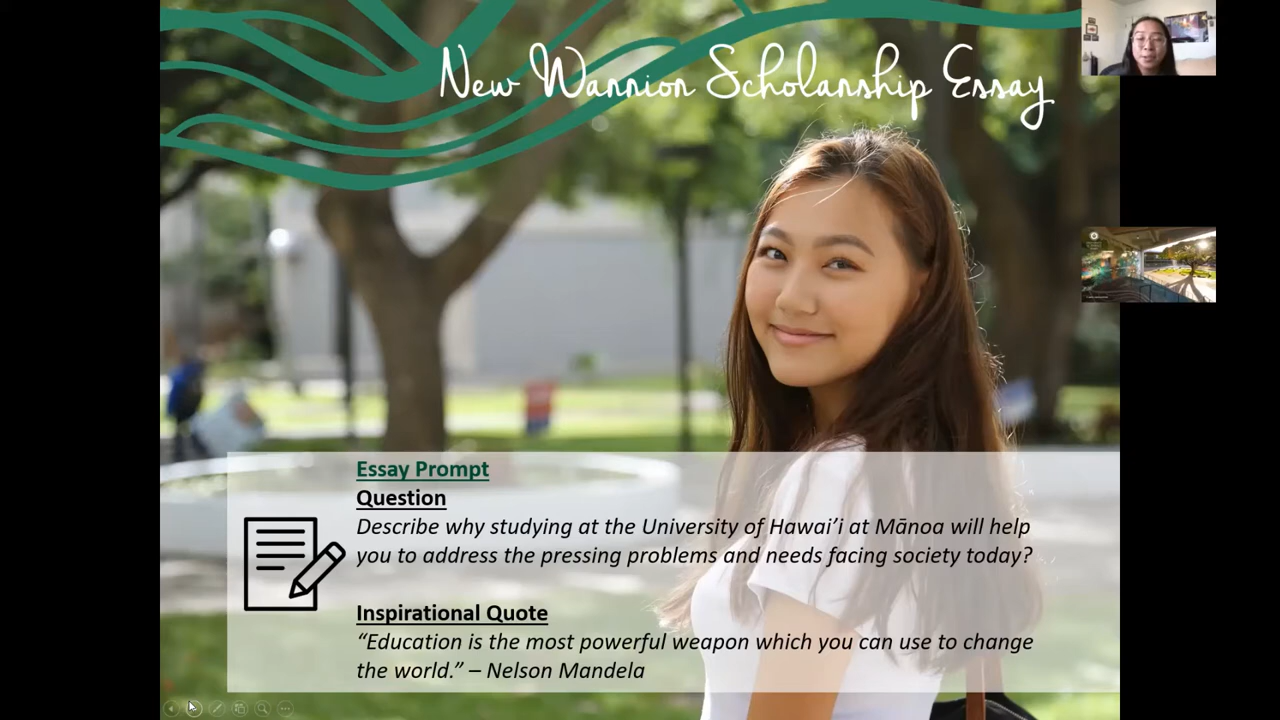 New Warrior Scholarship Essay
Essay Prompt
Question
Describe why studying at the University of Hawai’i at Mānoa will help
you to address the pressing problems and needs facing society today?
Inspirational Quote
“Education is the most powerful weapon which you can use to change
the world.” – Nelson Mandela